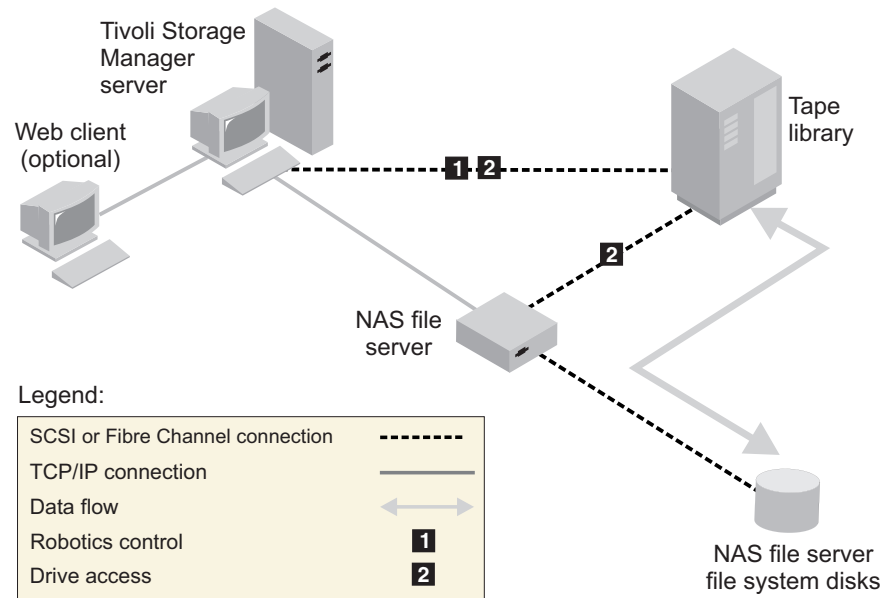 Tivoli Storage
Manager
server
Web client
(optional)
Tape
library
1 2
2
NAS file
server
Legend:
SCSI or Fibre Channel connection
TCP/IP connection
Data flow
Robotics control 1
Drive access 2
NAS file server
file system disks